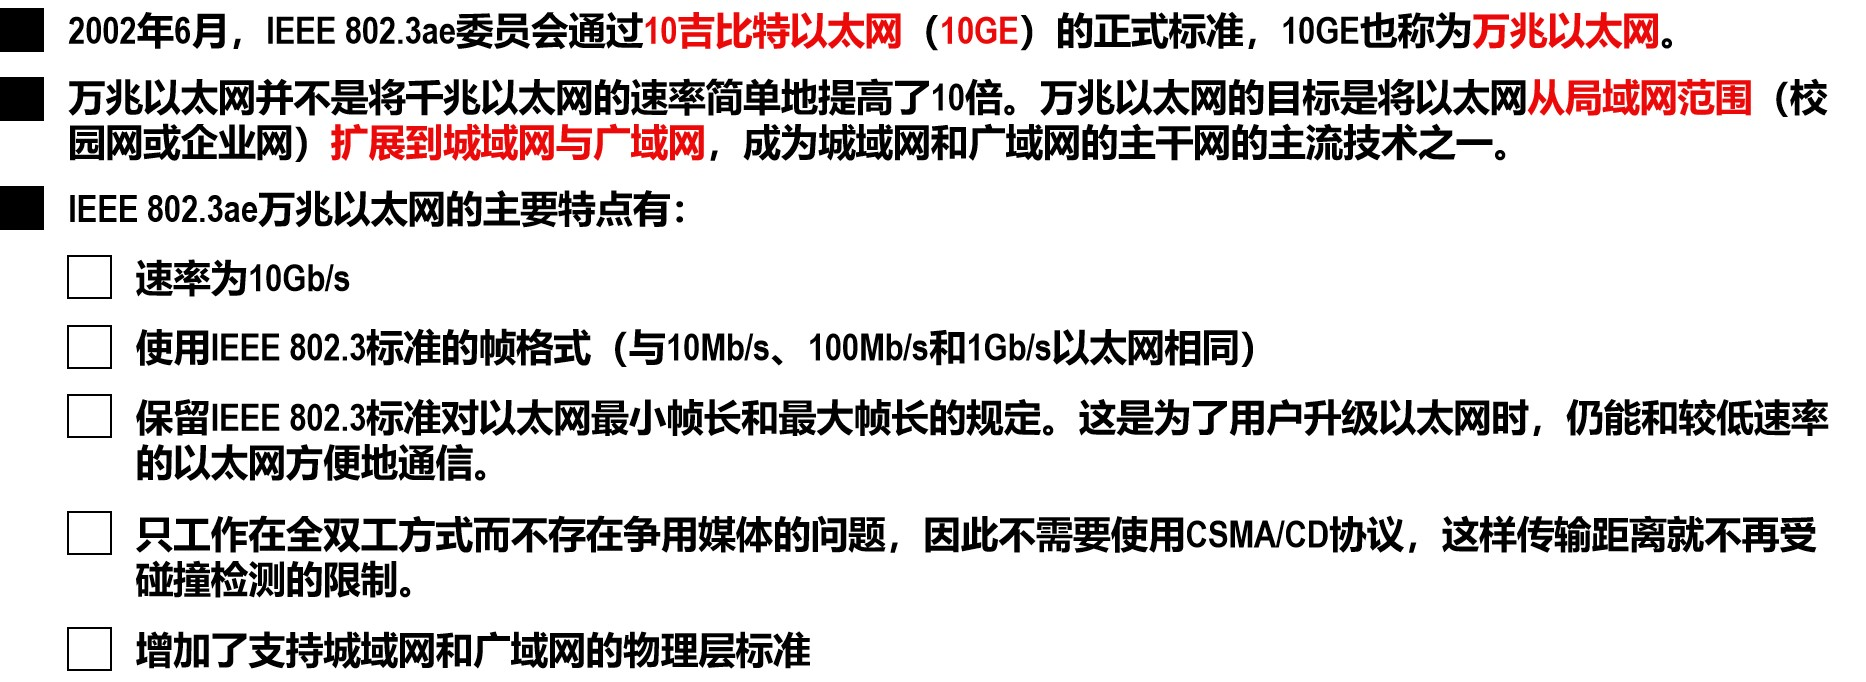 2002年6月，IEEE 802.3ae委员会通过10吉比特以太网（10GE）的正式标准，10GE也称为万兆以太网。
万兆以太网并不是将千兆以太网的速率简单地提高了10倍。万兆以太网的目标是将以太网从局域网范围（校
园网或企业网）扩展到城域网与广域网，成为城域网和广域网的主干网的主流技术之一。
IEEE 802.3ae万兆以太网的主要特点有：
速率为10Gb/s
使用IEEE 802.3标准的帧格式（与10Mb/s、100Mb/s和1Gb/s以太网相同）
保留IEEE 802.3标准对以太网最小帧长和最大帧长的规定。这是为了用户升级以太网时，仍能和较低速率
的以太网方便地通信。
只工作在全双工方式而不存在争用媒体的问题，因此不需要使用CSMA/CD协议，这样传输距离就不再受
碰撞检测的限制。
增加了支持城域网和广域网的物理层标准